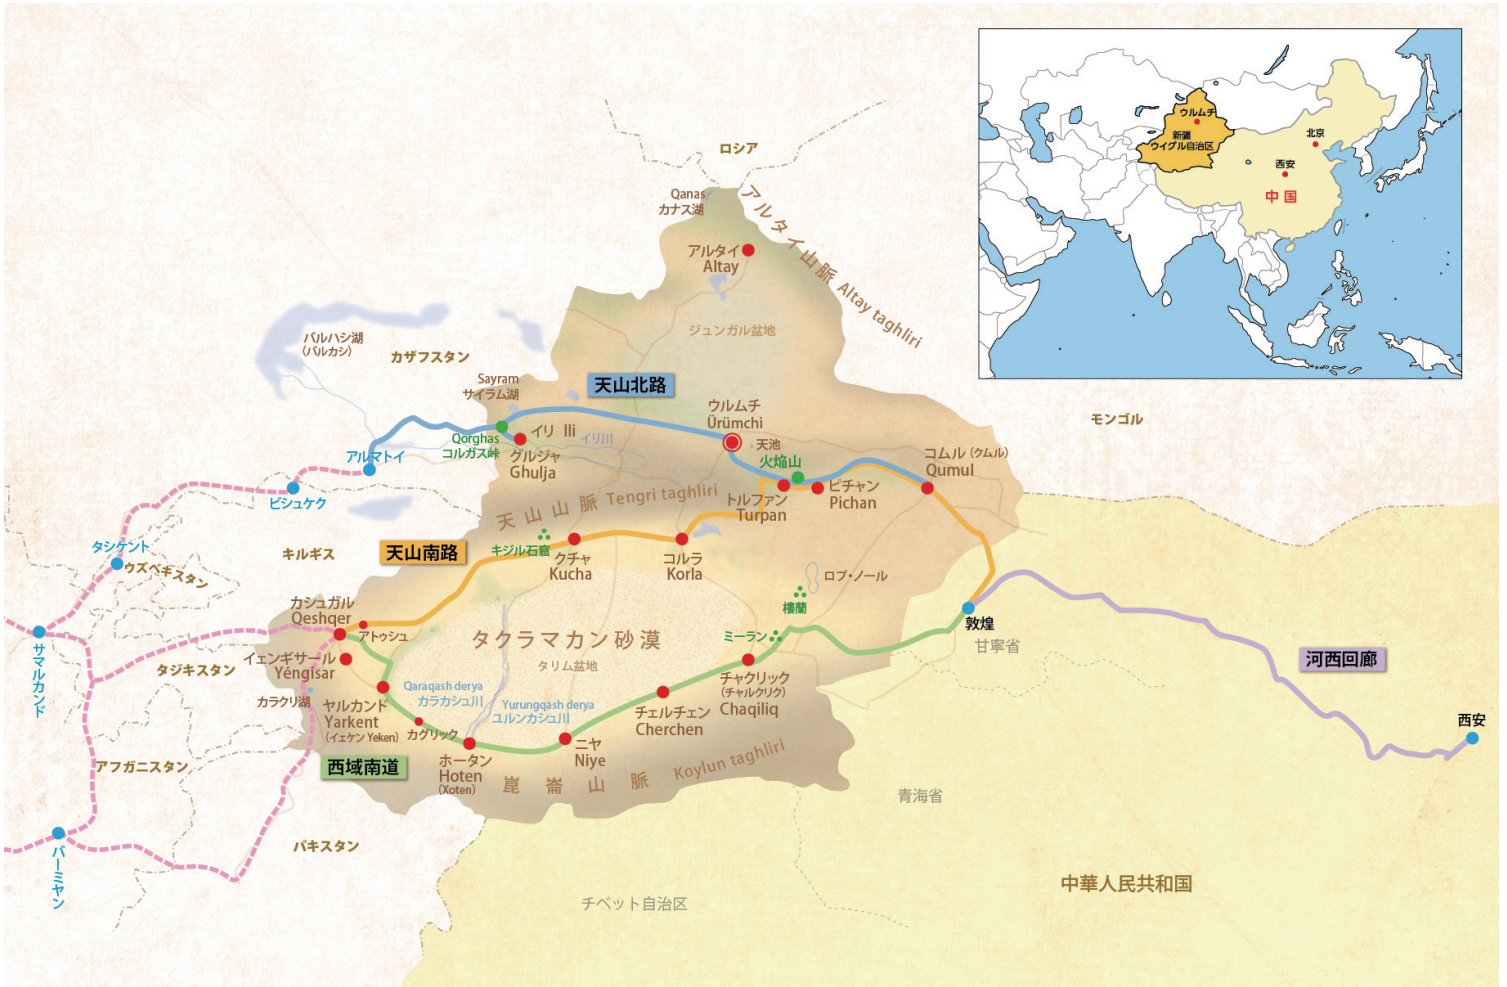 ロシア
Qanas
カナス湖
アルタイ山脈 Altay taghliri
アルタイ
Altay
ジュンガル盆地
バルハシ湖
(バルカシ)
カザフスタン
Sayram
サイラム湖
天山北路
ウルムチ
Ürümchi
天池
火焔山
Qorghas
コルガス峠
イリ Ili
イリ川
グルジャ
Ghulja
アルマトイ
ビシュケク
天山山脈 Tengri taghliri
トルファン
Turpan
ピチャン
Pichan
コムル(クムル)
Qumul
モンゴル
タシケント
ウズベキスタン
キルギス
天山南路
キジル石窟
クチャ
Kucha
コルラ
Korla
ロプ・ノール
楼蘭
ミーラン
敦煌
甘寧省
河西回廊
西安
カシュガル
Qeshqer
アトゥシュ
イェンギサール
Yéngisar
タクラマカン砂漠
タリム盆地
サマルカンド
タジキスタン
カラクリ湖
ヤルカンド
Yarkent
(イェケン Yeken)
カグリック
Qaraqash derya
カラカシュ川
Yurungqash derya
ユルンカシュ川
チャクリック
(チャルクリク)
Chaqiliq
チェルチェン
Cherchen
ニヤ
Niye
ホータン
Hoten
(Xoten)
西域南道
崑崙山脈 Koylun taghliri
アフガニスタン
バーミヤン
パキスタン
青海省
チベット自治区
中華人民共和国
ウルムチ
新疆
ウイグル自治区
北京
西安
中国